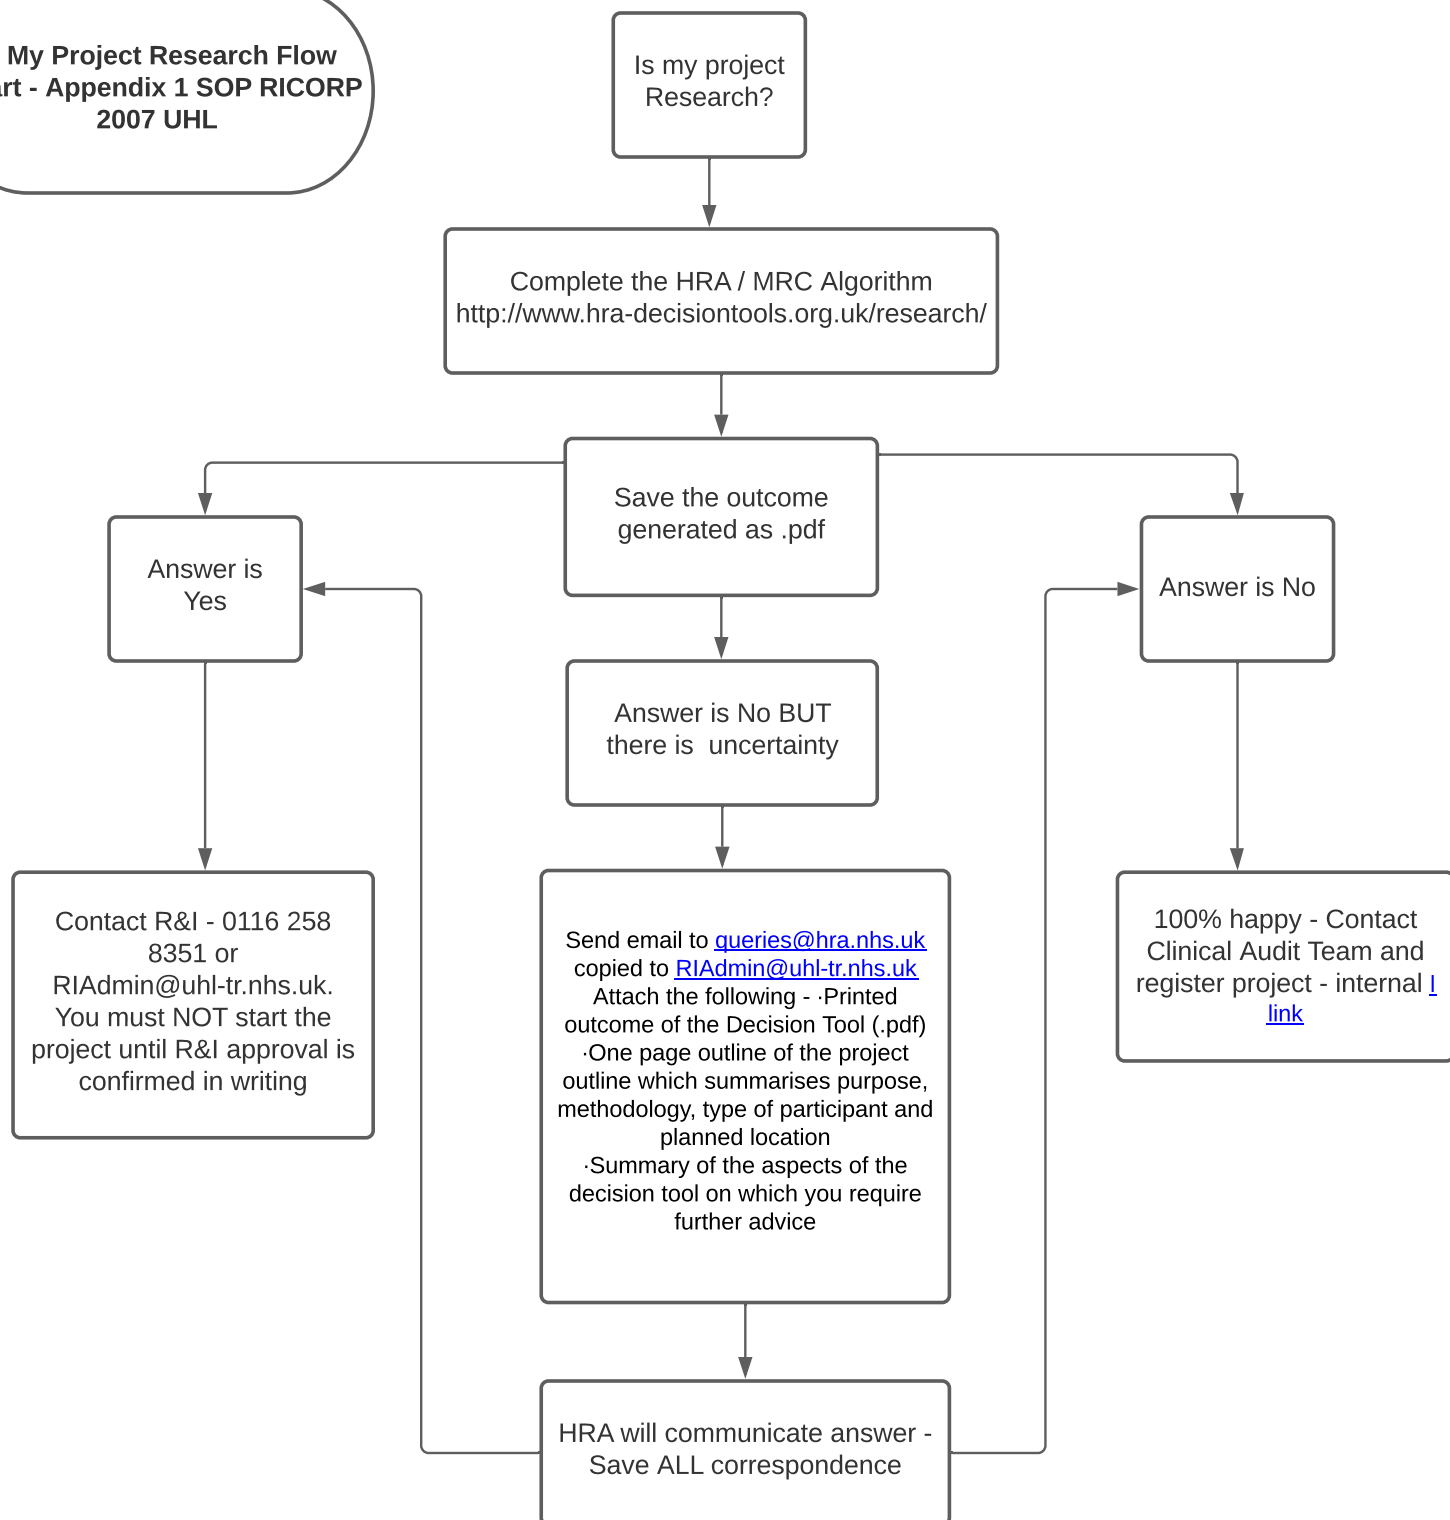 My Project Research Flow
art - Appendix 1 SOP RICORP
2007 UHL
Is my project
Research?
Complete the HRA / MRC Algorithm
http://www.hra-decisiontools.org.uk/research/
Save the outcome
generated as .pdf
Answer is
Yes
Answer is No
Answer is No BUT
there is  uncertainty
Contact R&I - 0116 258
8351 or
RIAdmin@uhl-tr.nhs.uk.
You must NOT start the
project until R&I approval is
confirmed in writing
Send email to queries@hra.nhs.uk
copied to RIAdmin@uhl-tr.nhs.uk
Attach the following - ·Printed
outcome of the Decision Tool (.pdf)
·One page outline of the project
outline which summarises purpose,
methodology, type of participant and
planned location
·Summary of the aspects of the
decision tool on which you require
further advice
100% happy - Contact
Clinical Audit Team and
register project - internal l
link
HRA will communicate answer -
Save ALL correspondence